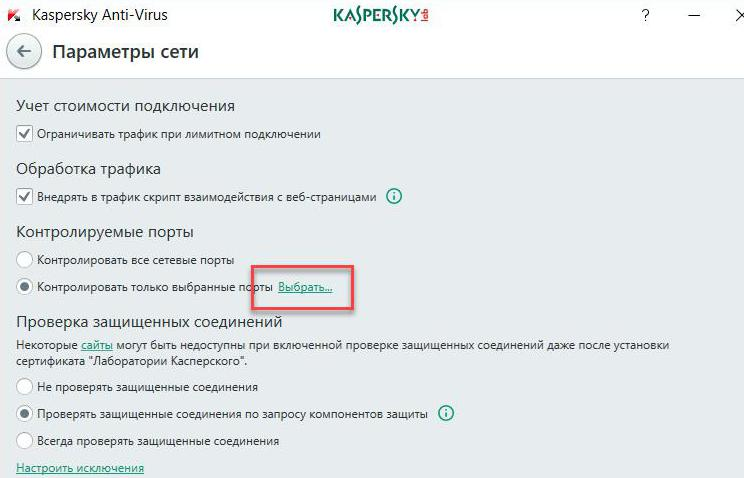 Kaspersky Anti-Virus
KASPERSKY lab
?
Параметры сети
Учет стоимости подключения
Ограничивать трафик при лимитном подключении
Обработка трафика
Внедрять в трафик скрипт взаимодействия с веб-страницами
Контролируемые порты
Контролировать все сетевые порты
Контролировать только выбранные порты Выбрать...
Проверка защищенных соединений
Некоторые сайты могут быть недоступны при включенной проверке защищенных соединений даже после установки
сертификата "Лаборатории Касперского".
Не проверять защищенные соединения
Проверять защищенные соединения по запросу компонентов защиты
Всегда проверять защищенные соединения
Настроить исключения